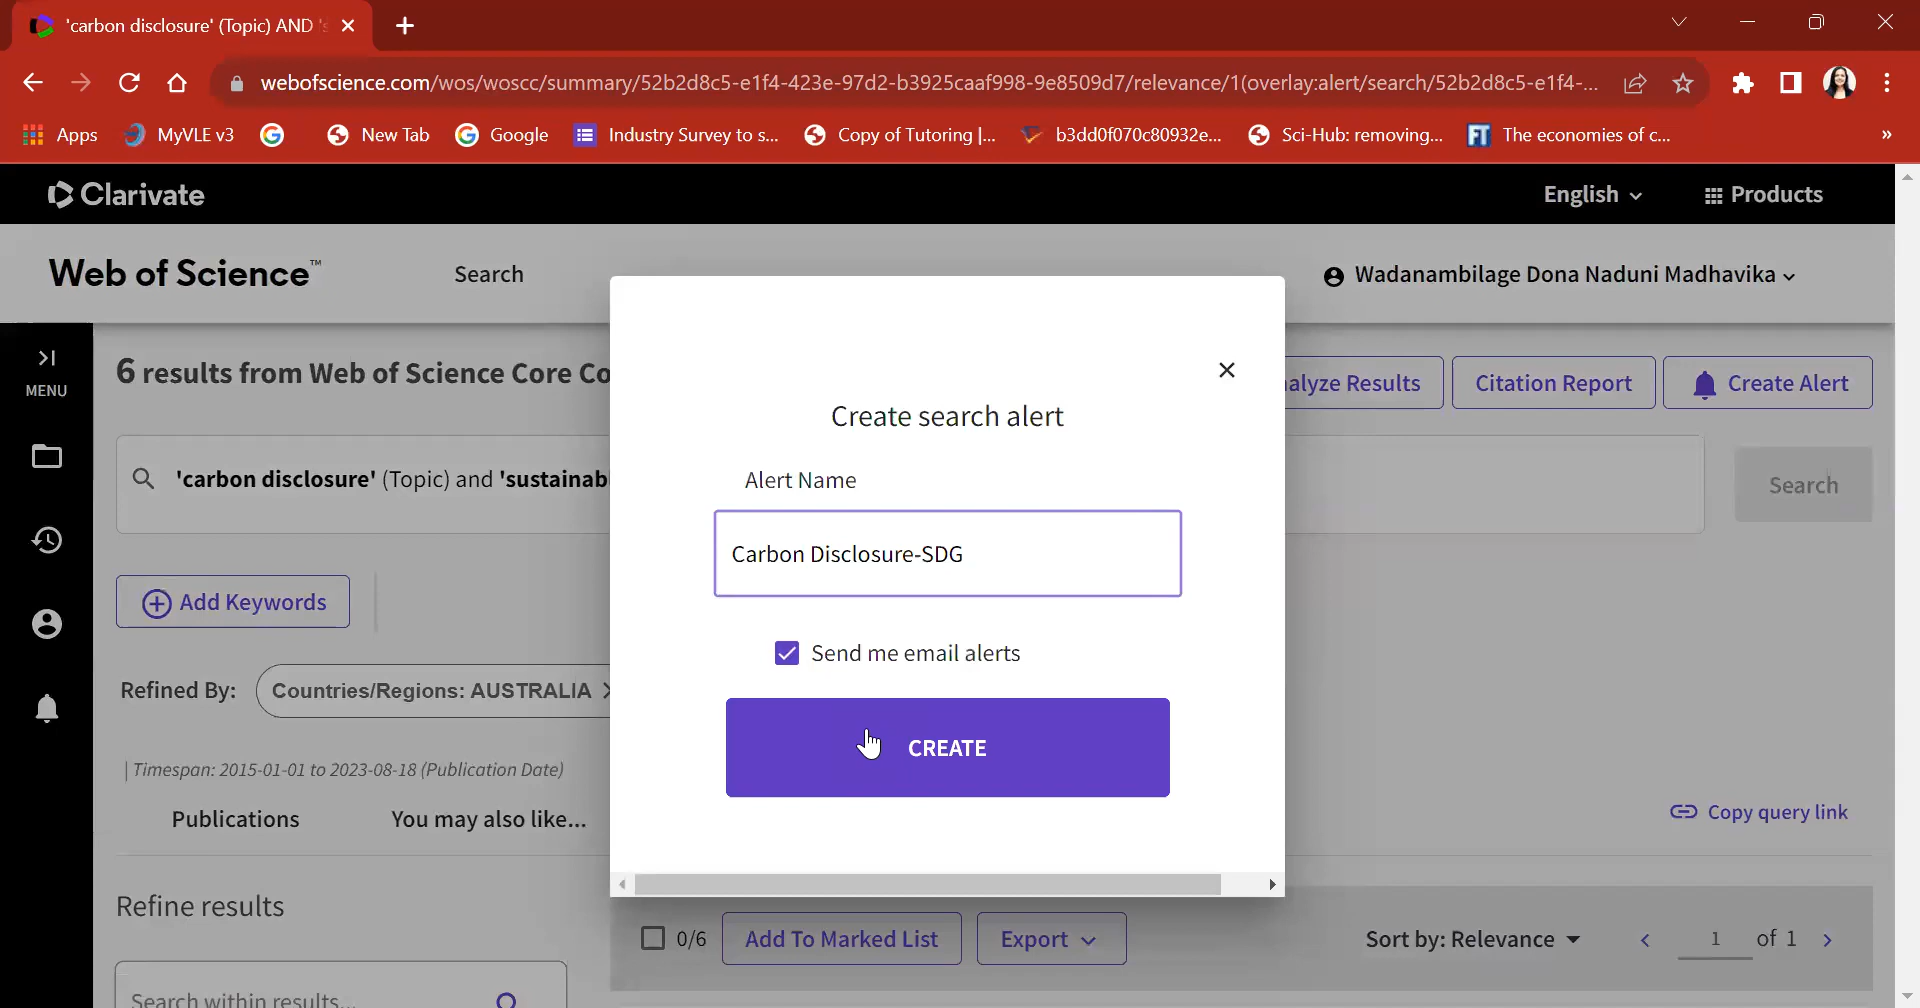 'carbon disclosure' (Topic) AND 's
webofscience.com/wos/woscc/summary/52b2d8c5-e1f4-423e-97d2-b3925caaf998-9e8509d7/relevance/1(overlay:alert/search/52b2d8c5-e1f4-...
Apps MyVLE v3 New Tab Google Industry Survey to s... Copy of Tutoring |... b3dd0f070c80932e... Sci-Hub: removing,... FT The economies of c... »
Clarivate English Products
Web of Science™ Search Wadanambilage Dona Naduni Madhavika
MENU
6 results from Web of Science Core Co
alyze Results Citation Report Create Alert
Create search alert
'carbon disclosure' (Topic) and 'sustainabl
Search
Alert Name
Carbon Disclosure-SDG
Add Keywords
Send me email alerts
Refined By: Countries/Regions: AUSTRALIA
CREATE
Timespan: 2015-01-01 to 2023-08-18 (Publication Date)
Publications You may also like...
Copy query link
Refine results
0/6 Add To Marked List Export Sort by: Relevance 1 of 1
Search within results...